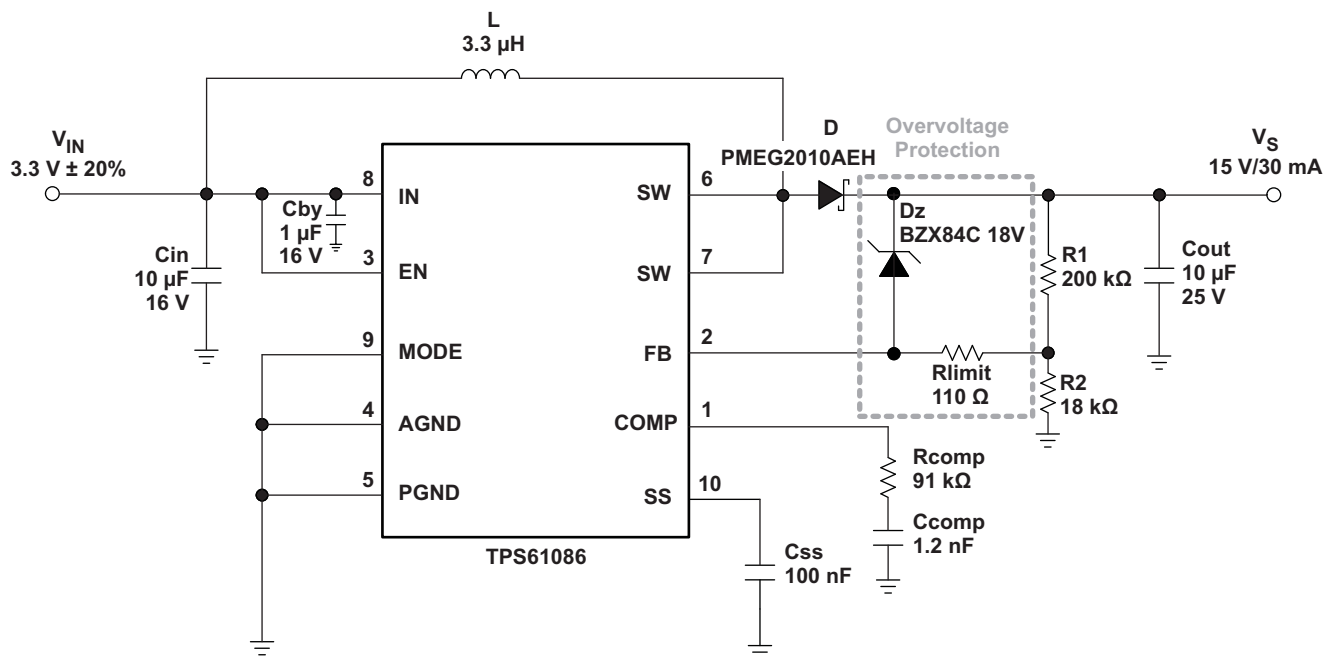 L
3.3 µH
VIN
3.3 V ± 20%
Cin
10 µF
16 V
Cby
1 µF
16 V
8
IN
3
EN
9
MODE
4
AGND
5
PGND
6
SW
7
SW
2
FB
1
COMP
10
SS
TPS61086
D
PMEG2010AEH
Overvoltage
Protection
Dz
BZX84C 18V
Rlimit
110 Ω
VS
15 V/30 mA
R1
200 kΩ
R2
18 kΩ
Cout
10 µF
25 V
Rcomp
91 kΩ
Ccomp
1.2 nF
Css
100 nF